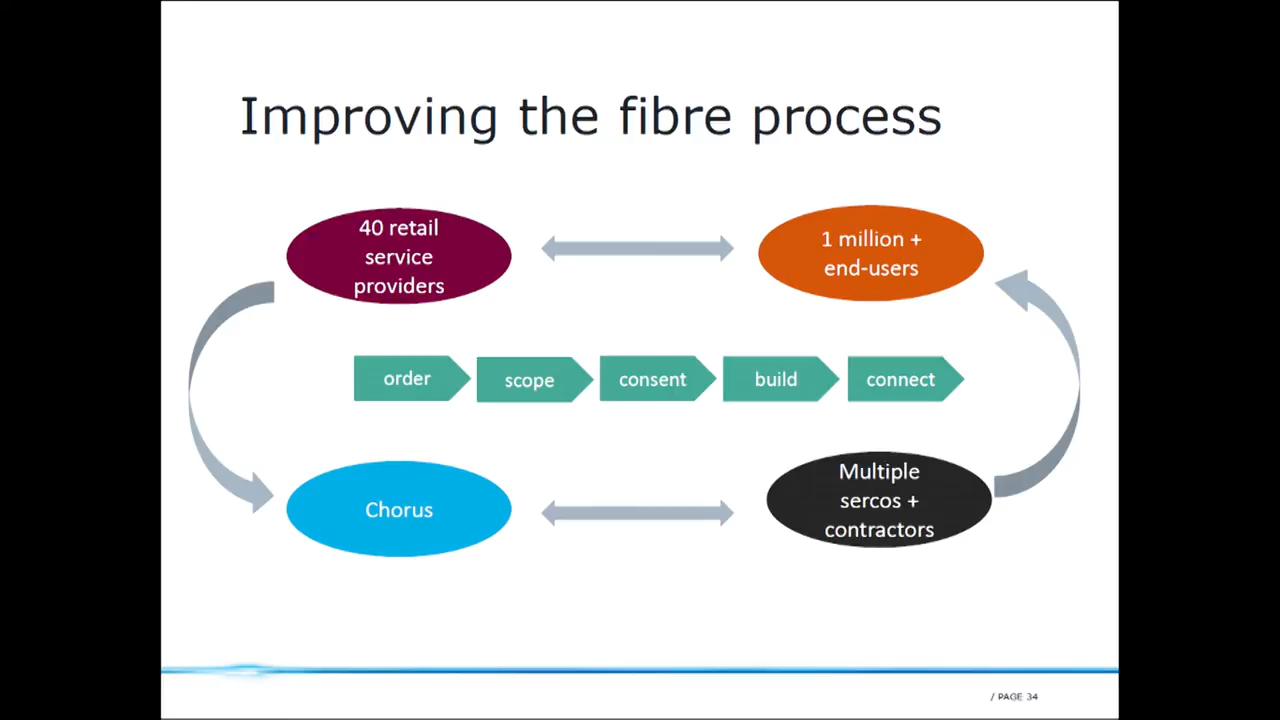 Improving the fibre process
40 retail
service
providers
1 million +
end-users
order
scope
consent
build
connect
Chorus
Multiple
sercos +
contractors
/ PAGE 34